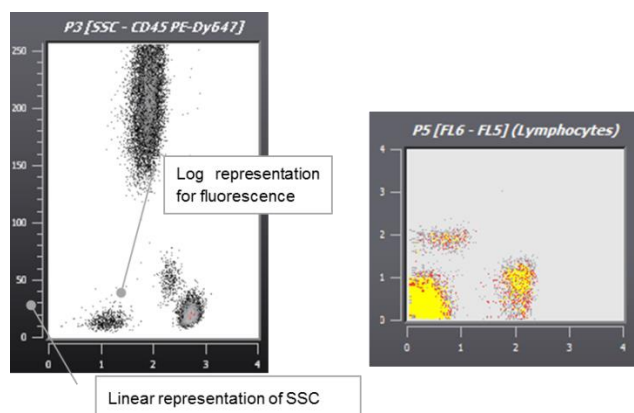 P3 [SSC - CD45 PE-Dy647]
250
200
150
100
50
0
0 1 2 3 4
Log representation
for fluorescence
Linear representation of SSC
P5 [FL6 - FL5] (Lymphocytes)
4
3
2
1
0
0 1 2 3 4